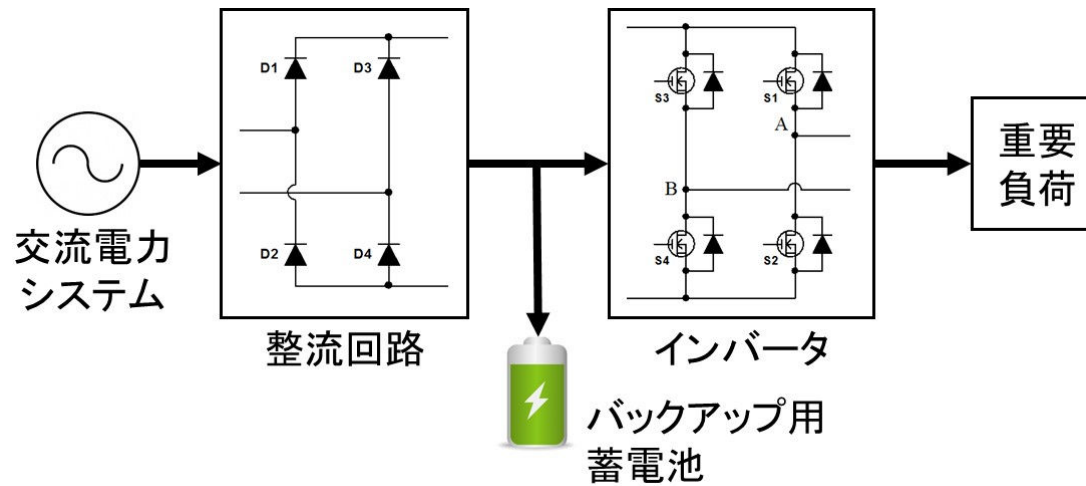 D1
D3
D2
D4
S3
S1
A
B
S4
S2
交流電力
システム
整流回路
インバータ
重要
負荷
バックアップ用
蓄電池